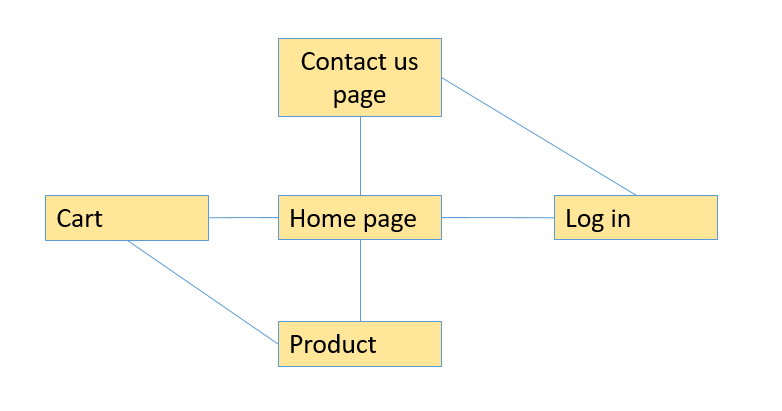 Contact us
page
Cart
Home page
Log in
Product